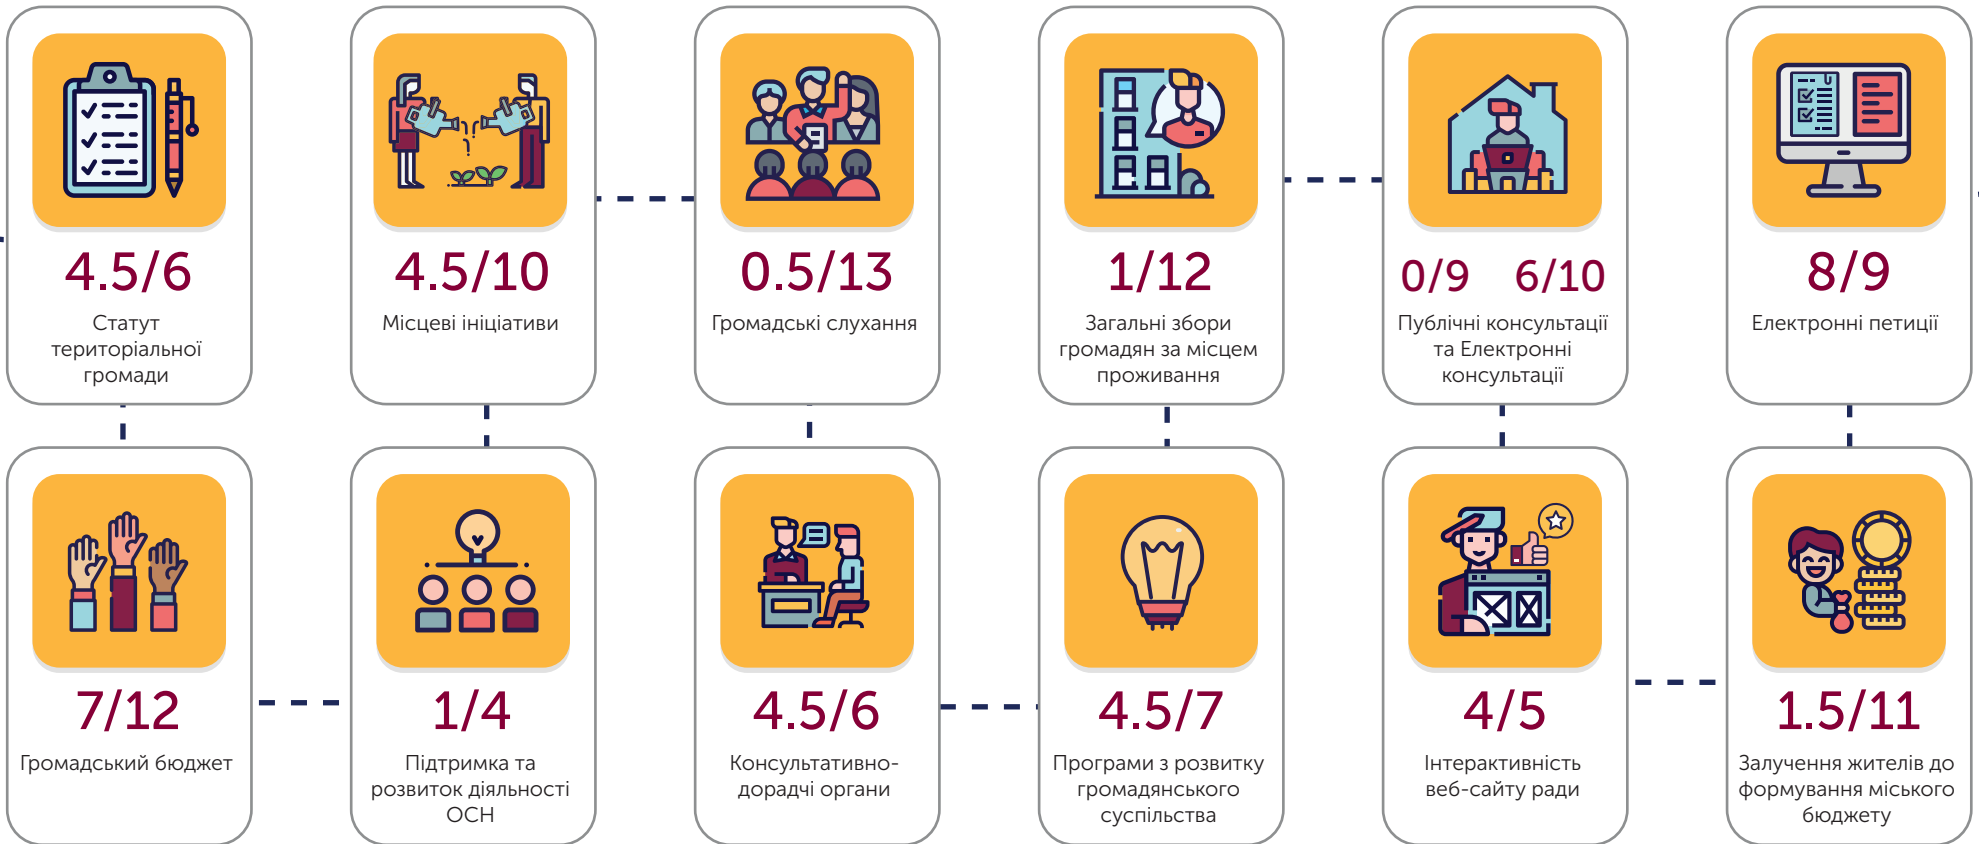 4.5/6
Статут
територіальної
громади
4.5/10
Місцеві ініціативи
0.5/13
Громадські слухання
1/12
Загальні збори
громадян за місцем
проживання
0/9 6/10
Публічні консультації
та Електронні
консультації
8/9
Електронні петиції
7/12
Громадський бюджет
1/4
Підтримка та
розвиток діяльності
ОСН
4.5/6
Консультативно-
дорадчі органи
4.5/7
Програми з розвитку
громадянського
суспільства
4/5
Інтерактивність
веб-сайту ради
1.5/11
Залучення жителів до
формування міського
бюджету